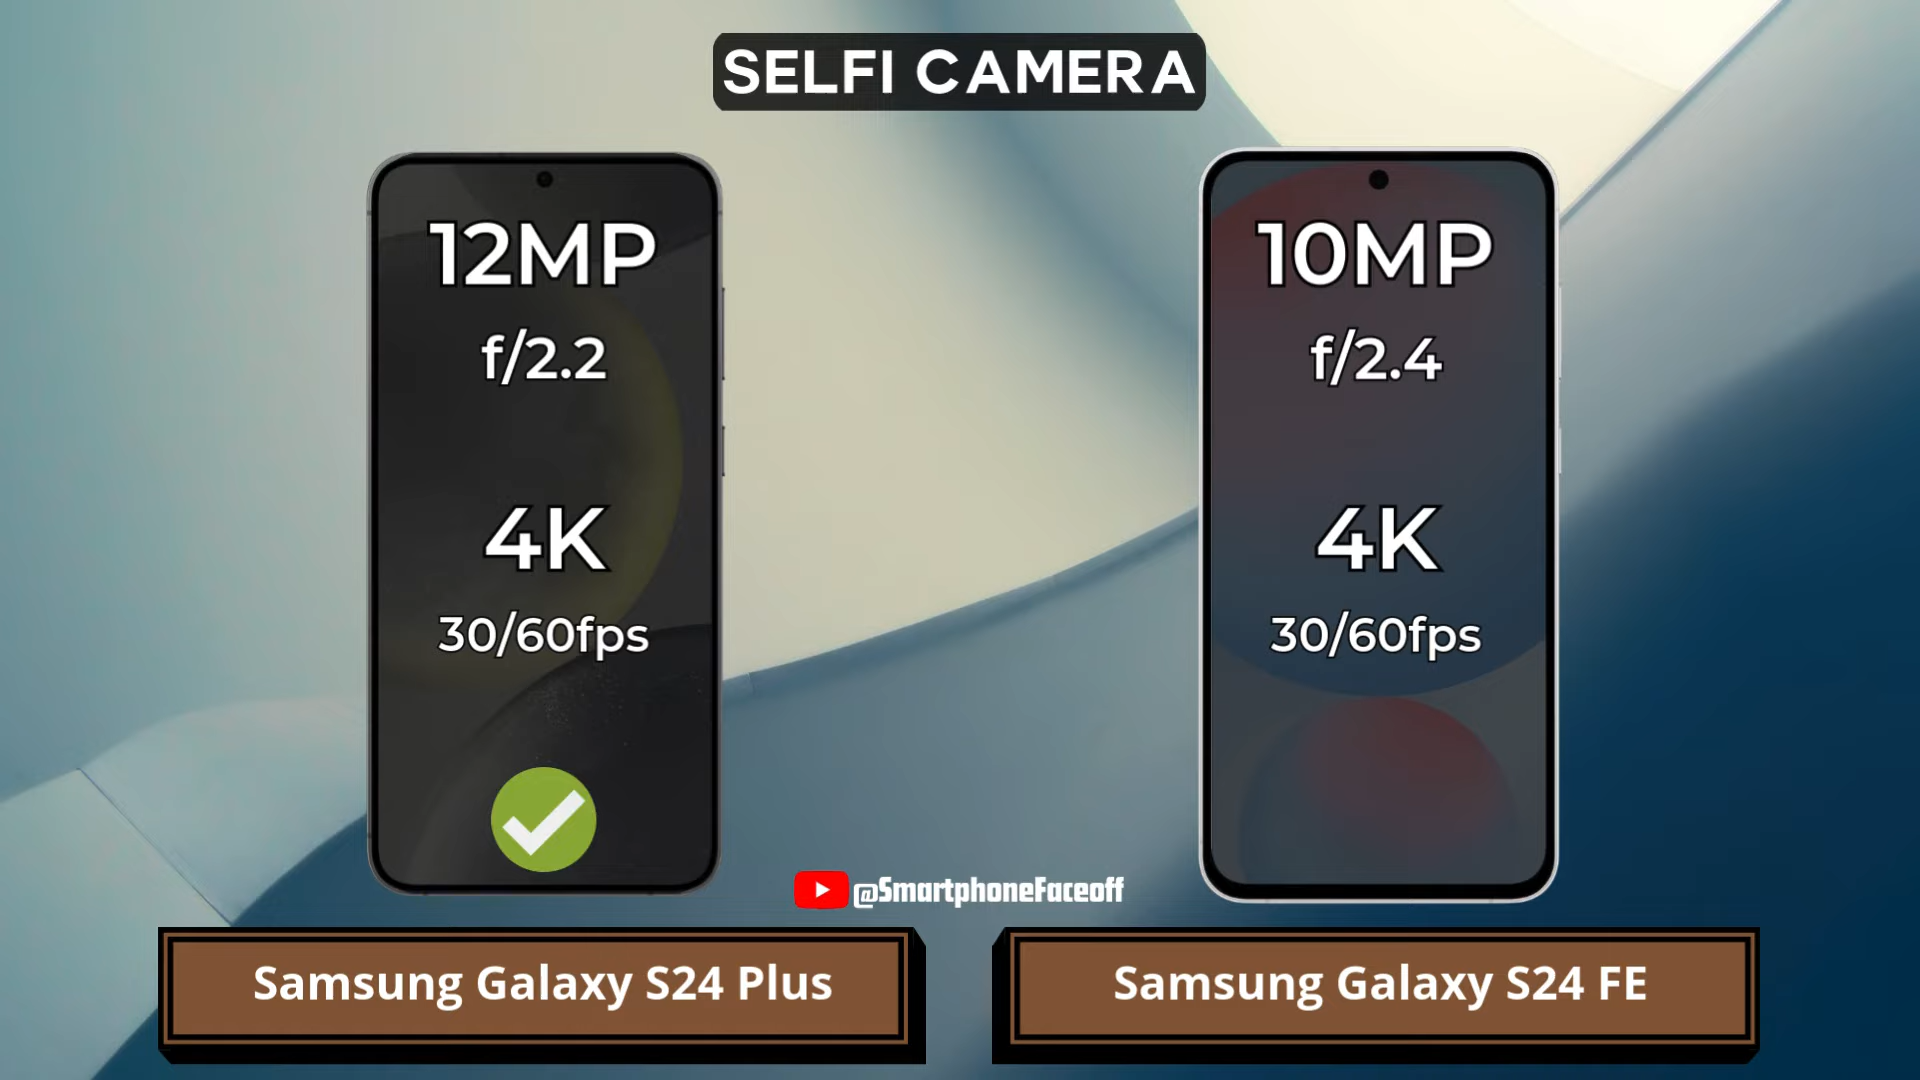 SELFI CAMERA
12MP
f/2.2
4K
30/60fps
10MP
f/2.4
4K
30/60fps
@SmartphoneFaceoff
Samsung Galaxy S24 Plus
Samsung Galaxy S24 FE